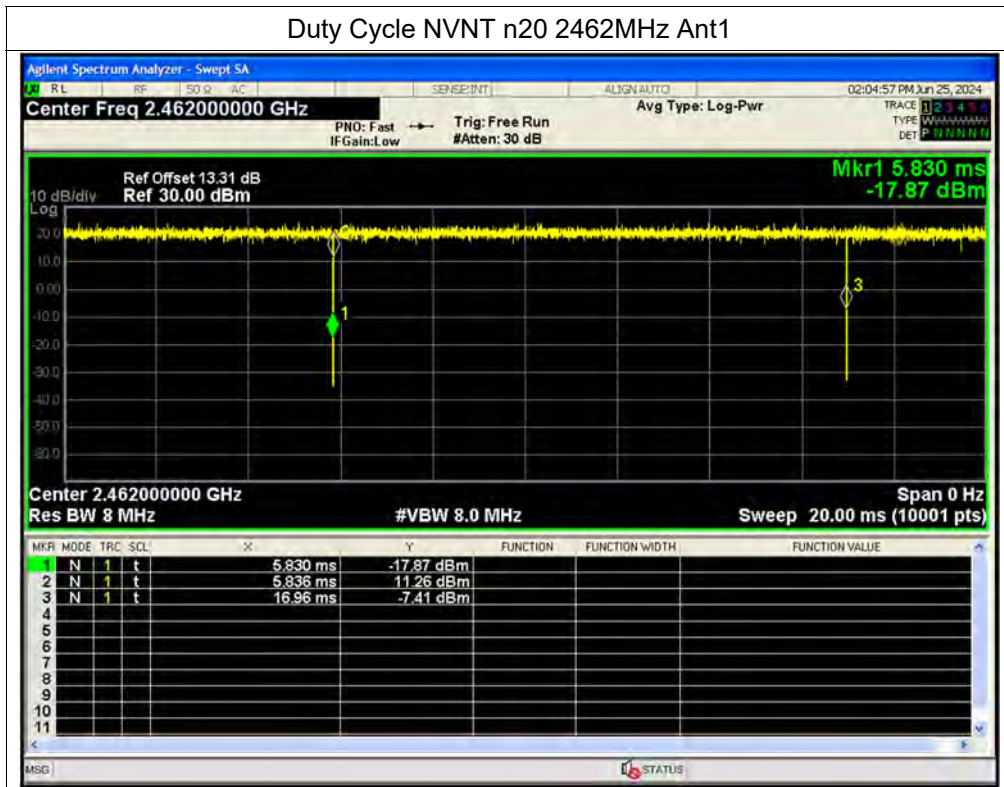 Duty Cycle NVNT n20 2462MHz Ant1
Agilent Spectrum Analyzer - Swept SA
RL RF 50 Ω AC SENSE:INT ALIGN AUTO 02:04:57 PM Jun 25, 2024
Center Freq 2.462000000 GHz Avg Type: Log-Pwr TRACE 1 2 3 4 5 6
PNO: Fast Trig: Free Run TYPE W
IFGain:Low #Atten: 30 dB DET P N N N N N
Mkr1 5.830 ms
Ref Offset 13.31 dB
10 dB/div Ref 30.00 dBm -17.87 dBm
Log
20.0
2
10.0
0.00
3
-10.0
1
-20.0
-30.0
-40.0
-50.0
-60.0
Center 2.462000000 GHz Span 0 Hz
Res BW 8 MHz #VBW 8.0 MHz Sweep 20.00 ms (10001 pts)
MKR MODE TRC SCL X Y FUNCTION FUNCTION WIDTH FUNCTION VALUE
1 N 1 t 5.830 ms -17.87 dBm
2 N 1 t 5.836 ms 11.26 dBm
3 N 1 t 16.96 ms -7.41 dBm
4
5
6
7
8
9
10
11
MSG STATUS